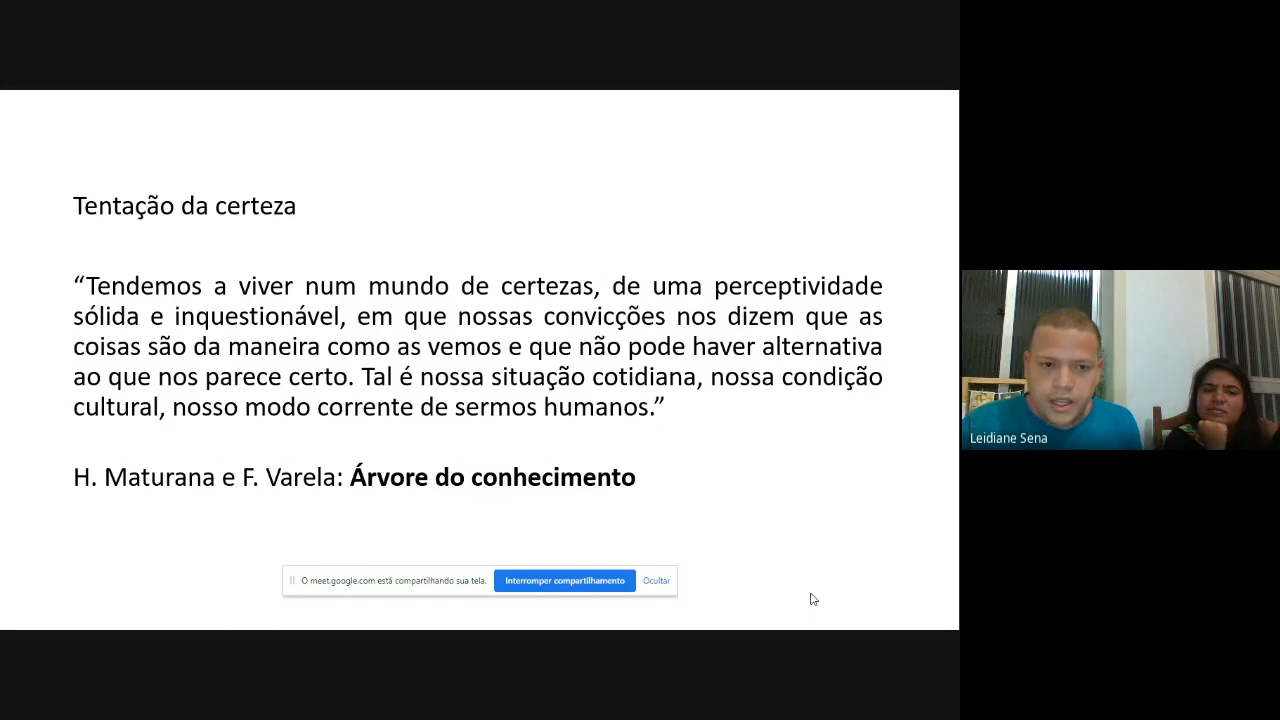 Tentação da certeza
“Tendemos a viver num mundo de certezas, de uma perceptividade
sólida e inquestionável, em que nossas convicções nos dizem que as
coisas são da maneira como as vemos e que não pode haver alternativa
ao que nos parece certo. Tal é nossa situação cotidiana, nossa condição
cultural, nosso modo corrente de sermos humanos.”
H. Maturana e F. Varela: Árvore do conhecimento
O meet.google.com está compartilhando sua tela. Interromper compartilhamento Ocultar
Leidiane Sena